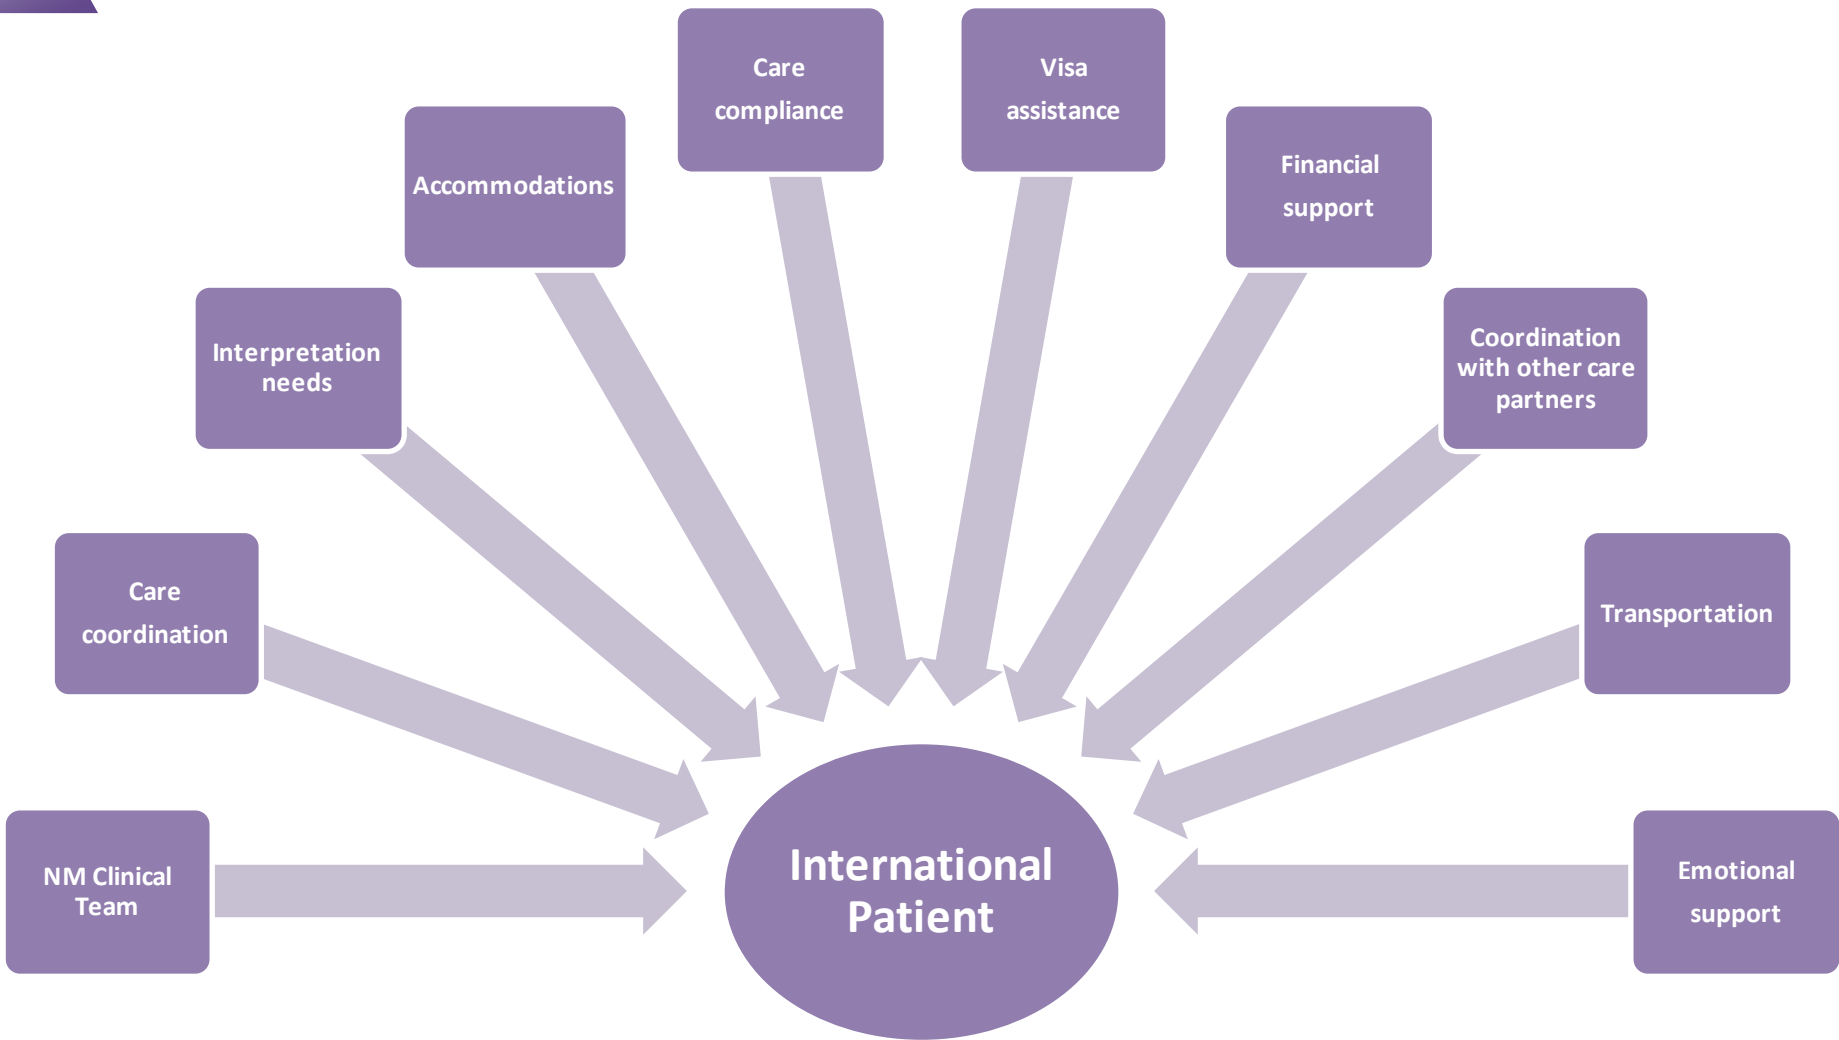 Care
compliance
Visa
assistance
Accommodations
Financial
support
Interpretation
needs
Coordination
with other care
partners
Care
coordination
Transportation
NM Clinical
Team
International
Patient
Emotional
support